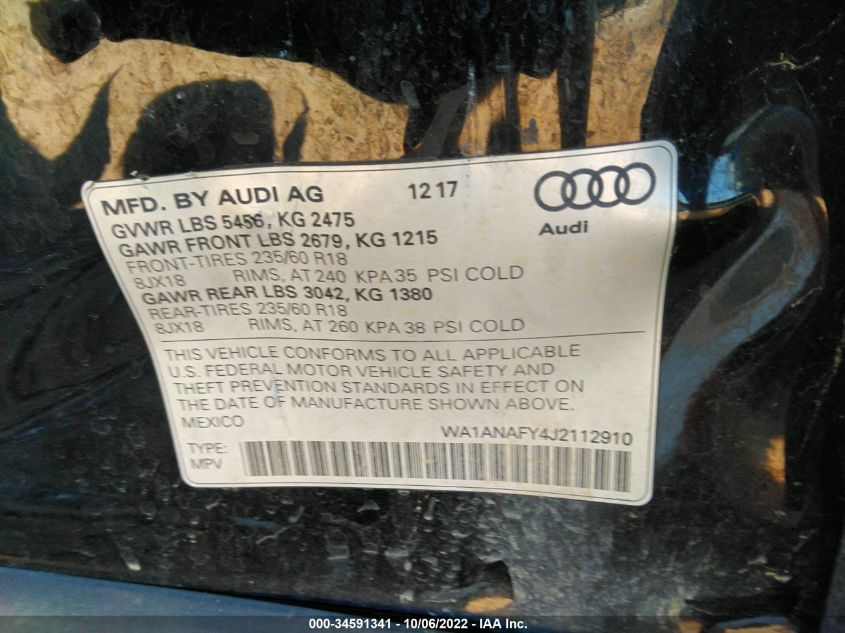 MFD. BY AUDI AG 12 17
Audi
GVWR LBS 5456, KG 2475
GAWR FRONT LBS 2679, KG 1215
FRONT-TIRES 235/60 R18
8JX18 RIMS, AT 240 KPA 35 PSI COLD
GAWR REAR LBS 3042, KG 1380
REAR-TIRES 235/60 R18
8JX18 RIMS, AT 260 KPA 38 PSI COLD
THIS VEHICLE CONFORMS TO ALL APPLICABLE
U.S. FEDERAL MOTOR VEHICLE SAFETY AND
THEFT PREVENTION STANDARDS IN EFFECT ON
THE DATE OF MANUFACTURE SHOWN ABOVE.
MEXICO
WA1ANAFY4J2112910
TYPE:
MPV
000-34591341 - 10/06/2022 - IAA Inc.